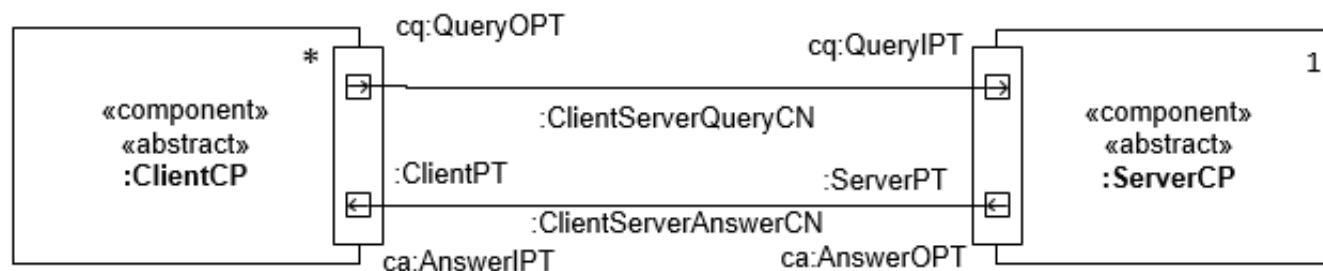 cq:QueryOPT
cq:QueryIPT
*
1
«component»
«abstract»
:ClientCP
:ClientServerQueryCN
«component»
«abstract»
:ServerCP
:ClientPT
:ServerPT
:ClientServerAnswerCN
ca:AnswerIPT
ca:AnswerOPT